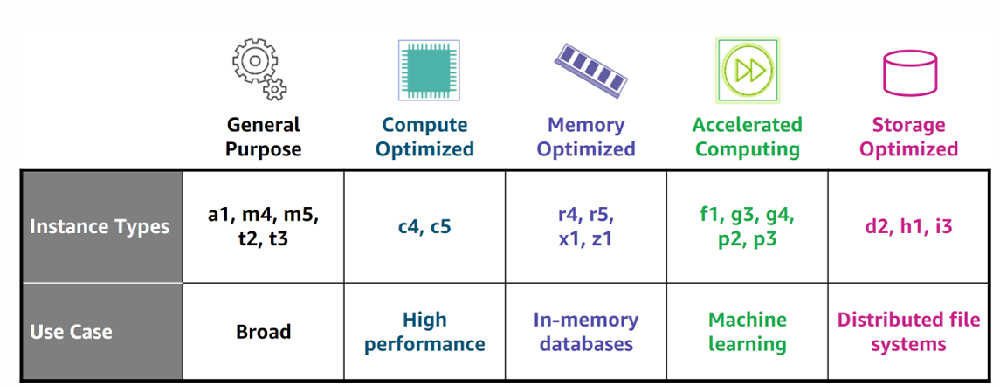 General
Purpose
Compute
Optimized
Memory
Optimized
Accelerated
Computing
Storage
Optimized
Instance Types
a1, m4, m5,
t2, t3
c4, c5
r4, r5,
x1, z1
f1, g3, g4,
p2, p3
d2, h1, i3
Use Case
Broad
High
performance
In-memory
databases
Machine
learning
Distributed file
systems